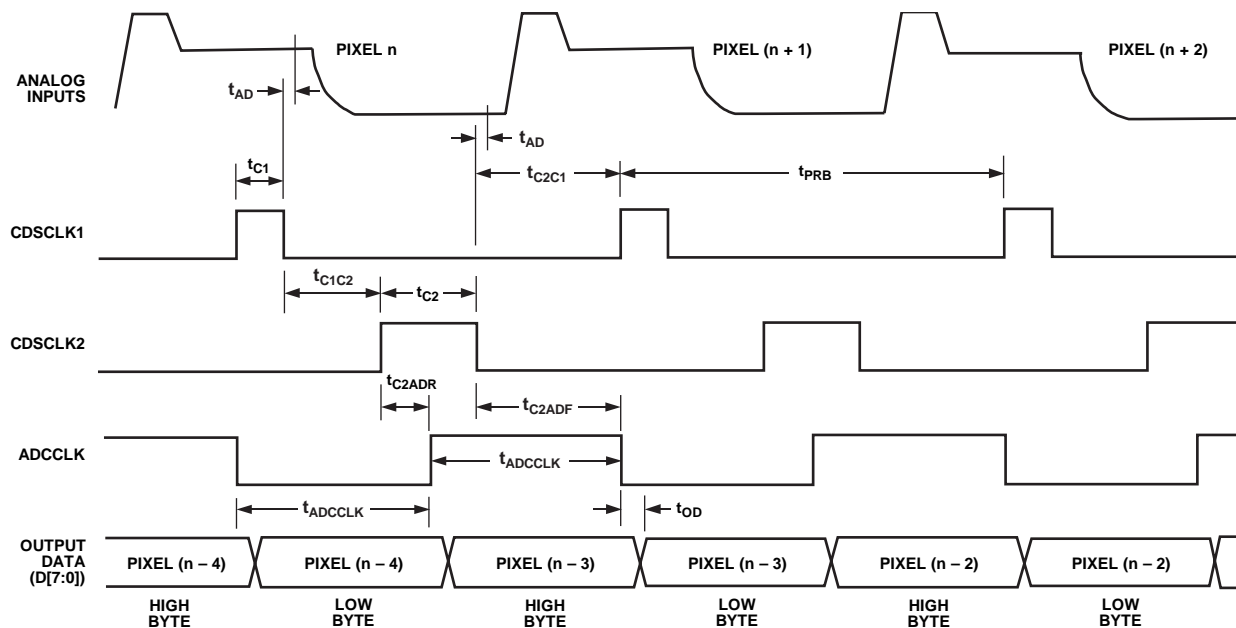 PIXEL n
PIXEL (n + 1)
PIXEL (n + 2)
ANALOG
INPUTS
tAD
tAD
tC1
tC2C1
tPRB
CDSCLK1
tC1C2
tC2
CDSCLK2
tC2ADR
tC2ADF
ADCCLK
tADCCLK
tADCCLK
tOD
OUTPUT
DATA
(D[7:0])
PIXEL (n – 4)
PIXEL (n – 4)
PIXEL (n – 3)
PIXEL (n – 3)
PIXEL (n – 2)
PIXEL (n – 2)
HIGH
BYTE
LOW
BYTE
HIGH
BYTE
LOW
BYTE
HIGH
BYTE
LOW
BYTE